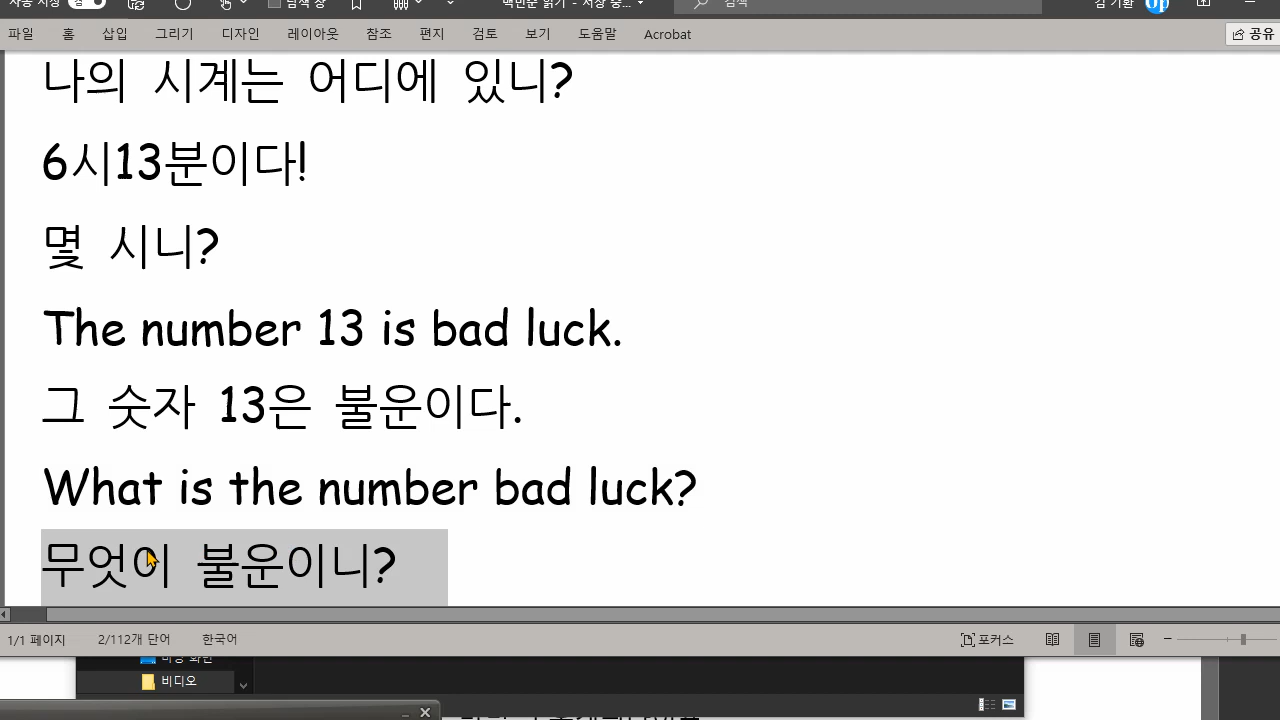 검색
파일 홈 삽입 그리기 디자인 레이아웃 참조 편지 검토 보기 도움말 Acrobat 공유
나의 시계는 어디에 있니?
6시13분이다!
몇 시니?
The number 13 is bad luck.
그 숫자 13은 불운이다.
What is the number bad luck?
무엇이 불운이니?
1/1 페이지 2/112개 단어 한국어 포커스
비디오